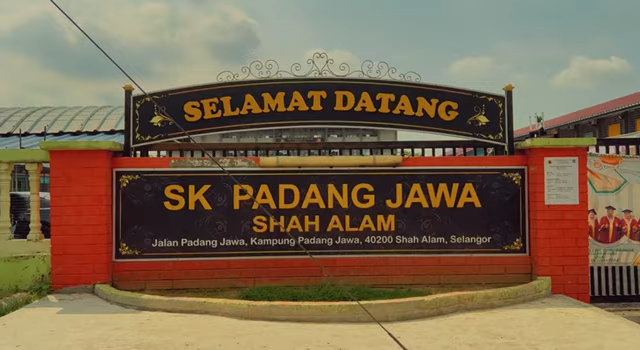 SELAMAT DATANG
SK PADANG JAWA
SHAH ALAM
Jalan Padang Jawa, Kampung Padang Jawa, 40200 Shah Alam, Selangor